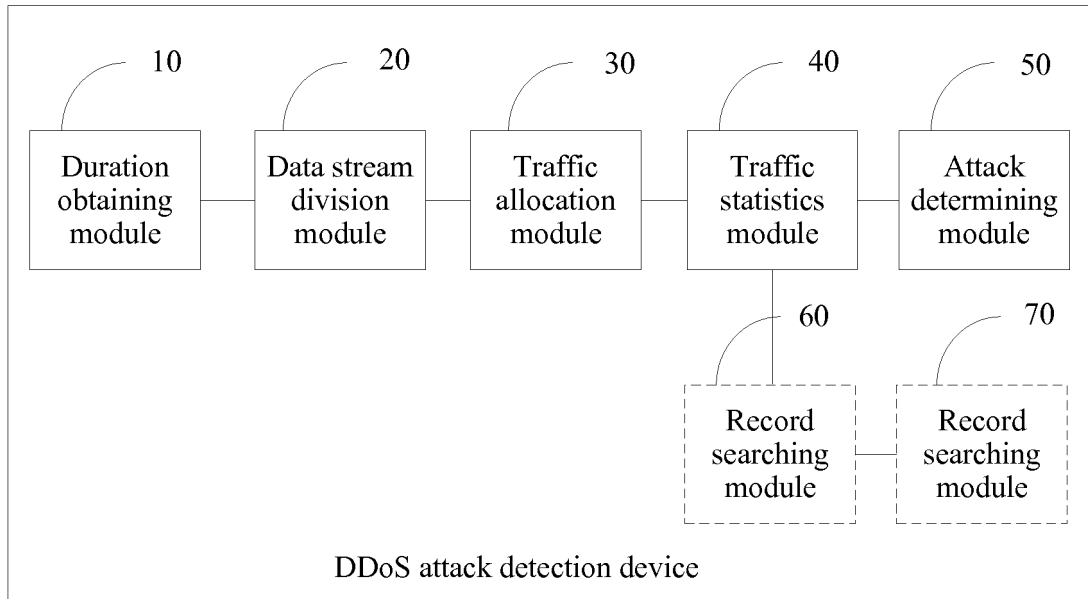 10
20
30
40
50
Duration
obtaining
module
Data stream
division
module
Traffic
allocation
module
Traffic
statistics
module
Attack
determining
module
60
70
Record
searching
module
Record
searching
module
DDoS attack detection device